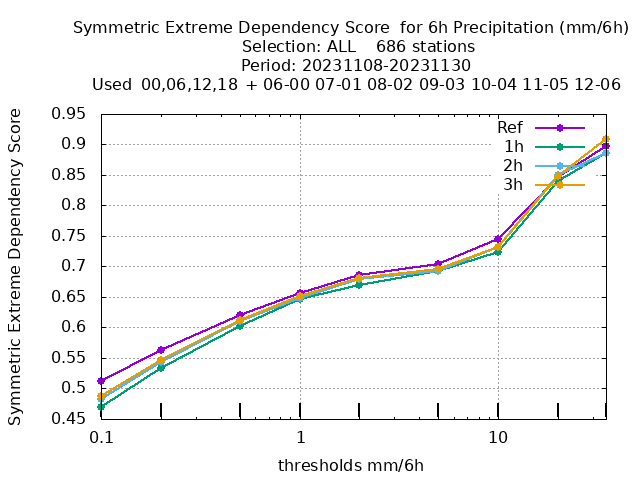 Symmetric Extreme Dependency Score  for 6h Precipitation (mm/6h)
Selection: ALL    686 stations
Period: 20231108-20231130
Used  00,06,12,18  + 06-00 07-01 08-02 09-03 10-04 11-05 12-06
Symmetric Extreme Dependency Score
0.95
0.9
0.85
0.8
0.75
0.7
0.65
0.6
0.55
0.5
0.45
Ref
1h
2h
3h
0.1 1 10
thresholds mm/6h